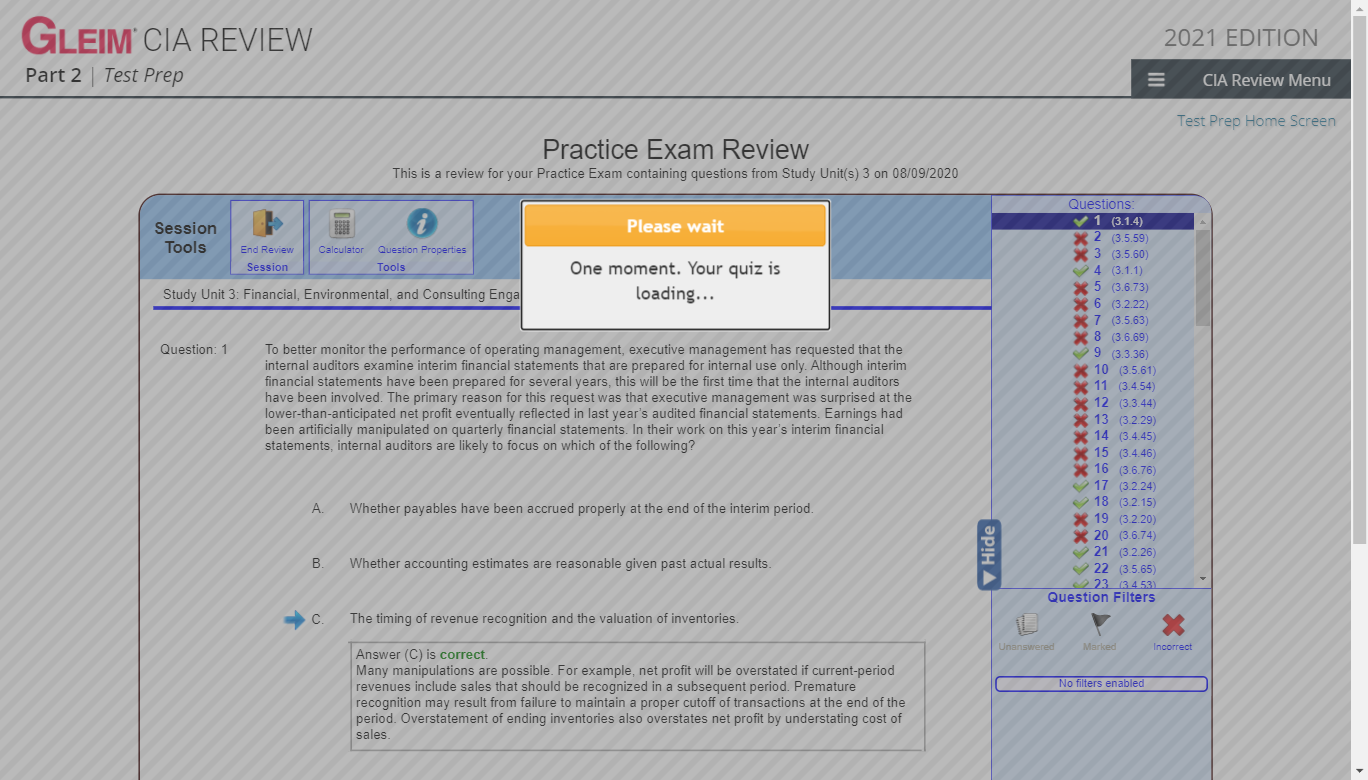 GLEIM® CIA REVIEW
2021 EDITION
Part 2 | Test Prep
CIA Review Menu
Test Prep Home Screen
Practice Exam Review
This is a review for your Practice Exam containing questions from Study Unit(s) 3 on 08/09/2020
Session
Tools
End Review
Session
Calculator
Question Properties
Tools
Please wait
One moment. Your quiz is
loading...
Study Unit 3: Financial, Environmental, and Consulting Enga
Question: 1
To better monitor the performance of operating management, executive management has requested that the
internal auditors examine interim financial statements that are prepared for internal use only. Although interim
financial statements have been prepared for several years, this will be the first time that the internal auditors
have been involved. The primary reason for this request was that executive management was surprised at the
lower-than-anticipated net profit eventually reflected in last year's audited financial statements. Earnings had
been artificially manipulated on quarterly financial statements. In their work on this year's interim financial
statements, internal auditors are likely to focus on which of the following?
A. Whether payables have been accrued properly at the end of the interim period.
B. Whether accounting estimates are reasonable given past actual results.
C. The timing of revenue recognition and the valuation of inventories.
Answer (C) is correct.
Many manipulations are possible. For example, net profit will be overstated if current-period
revenues include sales that should be recognized in a subsequent period. Premature
recognition may result from failure to maintain a proper cutoff of transactions at the end of the
period. Overstatement of ending inventories also overstates net profit by understating cost of
sales.
Questions:
1 (3.1.4)
2 (3.5.59)
3 (3.5.60)
4 (3.1.1)
5 (3.6.73)
6 (3.2.22)
7 (3.5.63)
8 (3.6.69)
9 (3.3.36)
10 (3.5.61)
11 (3.4.54)
12 (3.3.44)
13 (3.2.29)
14 (3.4.45)
15 (3.4.46)
16 (3.6.76)
17 (3.2.24)
18 (3.2.15)
19 (3.2.20)
20 (3.6.74)
21 (3.2.26)
22 (3.5.65)
23 (3.4.53)
Hide
Question Filters
Unanswered
Marked
Incorrect
No filters enabled